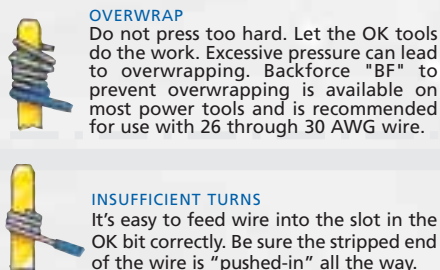 OVERWRAP
Do not press too hard. Let the OK tools
do the work. Excessive pressure can lead
to overwrapping. Backforce "BF" to
prevent overwrapping is available on
most power tools and is recommended
for use with 26 through 30 AWG wire.
INSUFFICIENT TURNS
It's easy to feed wire into the slot in the
OK bit correctly. Be sure the stripped end
of the wire is “pushed-in” all the way.